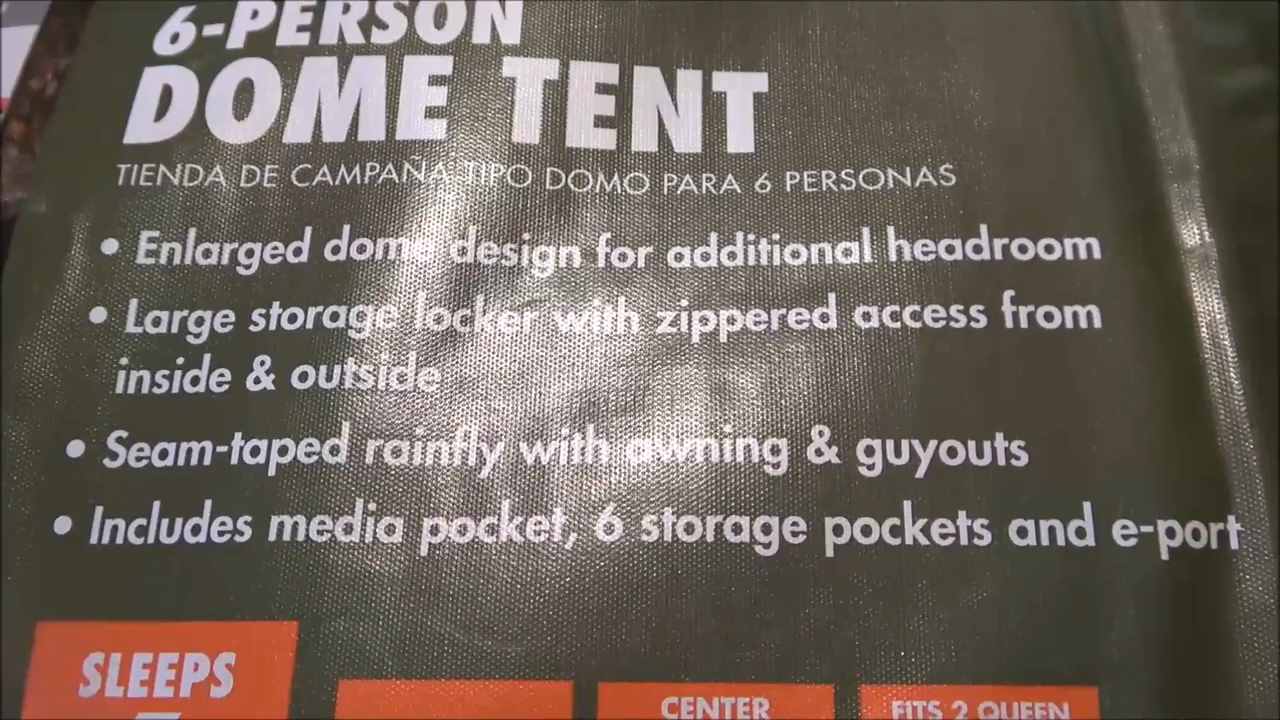 6-PERSON
DOME TENT
TIENDA DE CAMPAÑA TIPO DOMO PARA 6 PERSONAS
• Enlarged dome design for additional headroom
• Large storage locker with zippered access from
inside & outside
• Seam-taped rainfly with awning & guyouts
• Includes media pocket, 6 storage pockets and e-port
SLEEPS
CENTER
FITS 2 QUEEN